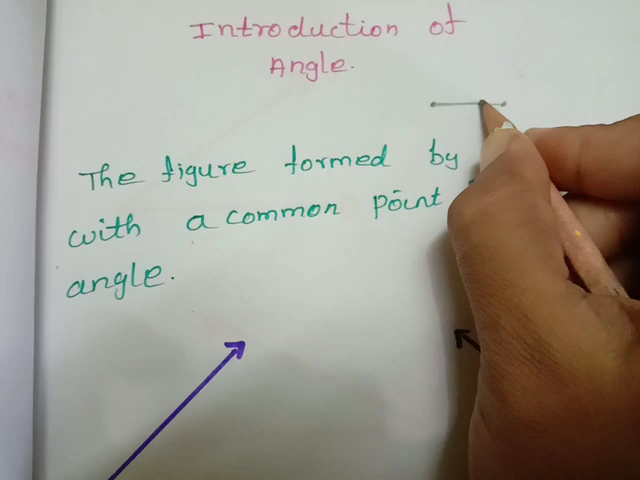 Introduction of
Angle.
The figure formed by
with a common point
angle.